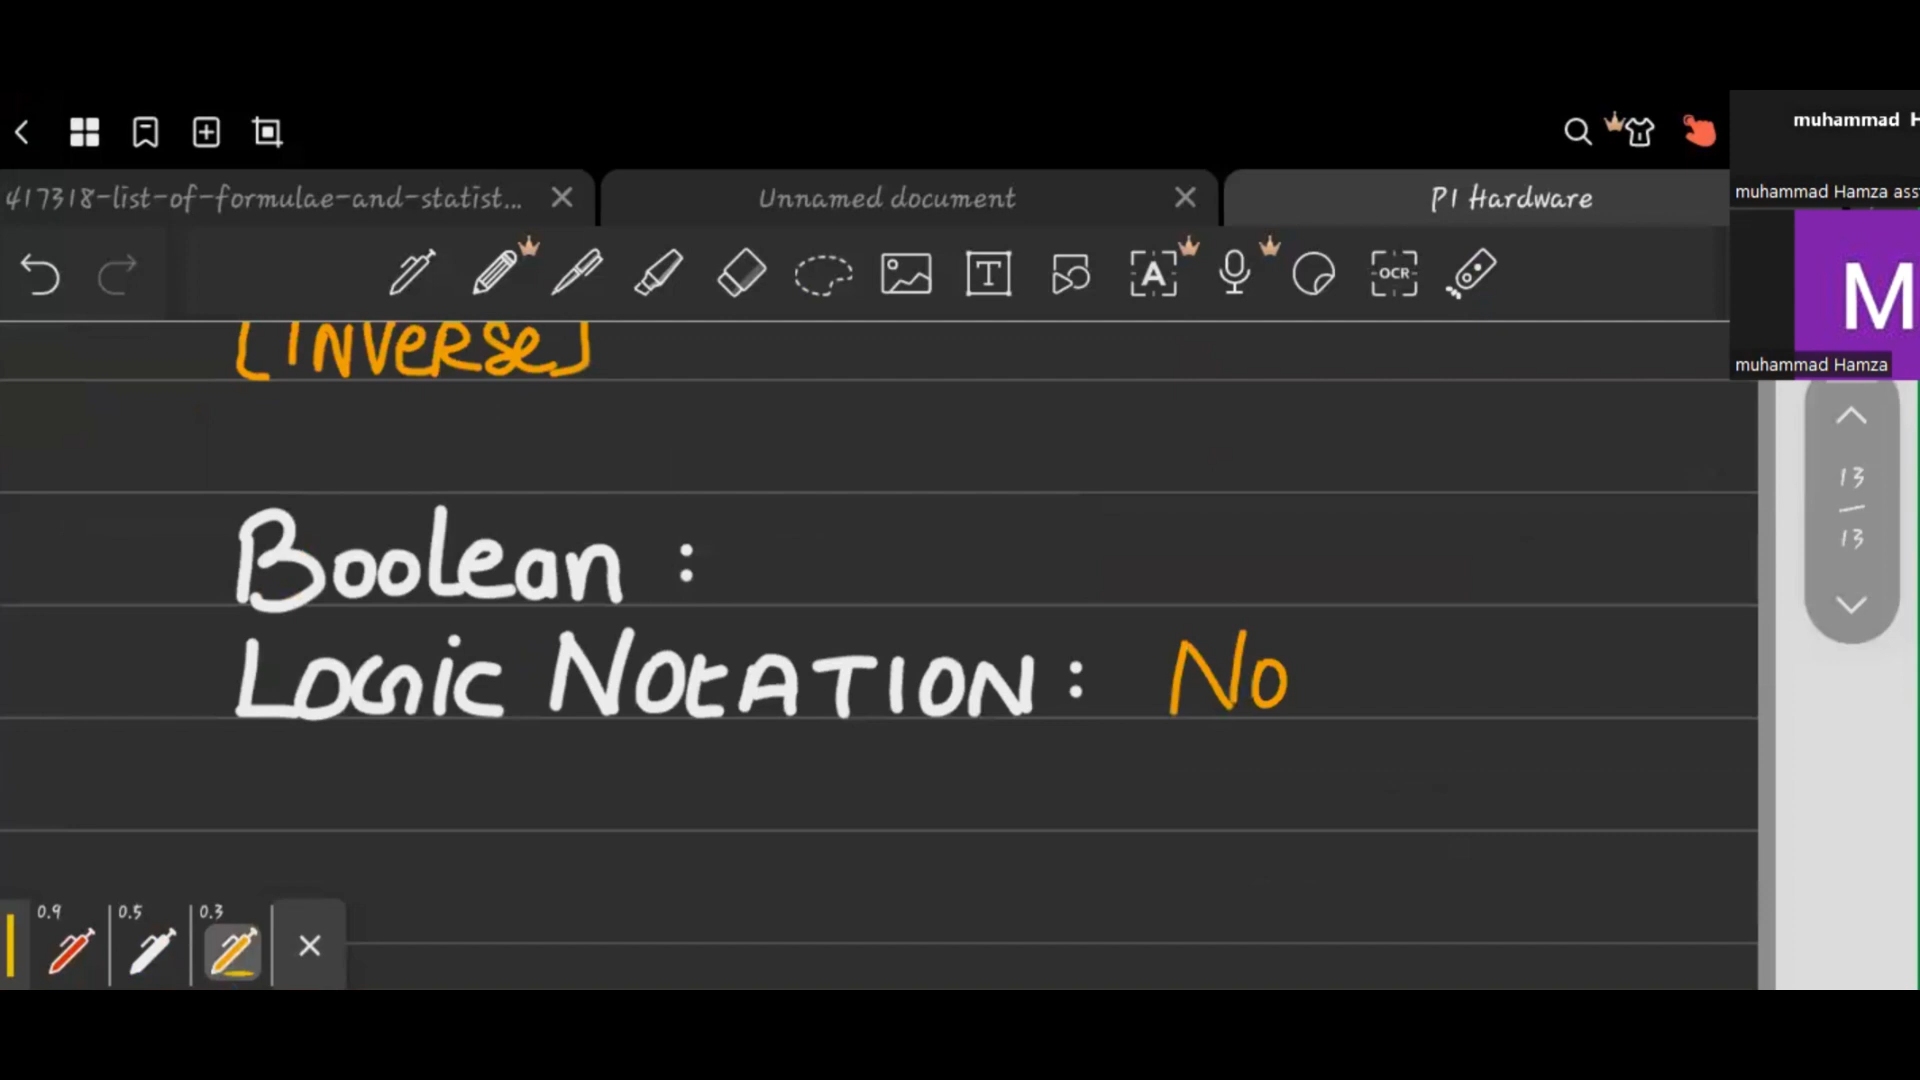 muhammad H
417318-list-of-formulae-and-statist...
Unnamed document
P1 Hardware
muhammad Hamza ass
A
T
OCR
M
muhammad Hamza
[INVERSE]
13
13
Boolean :
Logic NOtATION : No
0.9
0.5
0.3